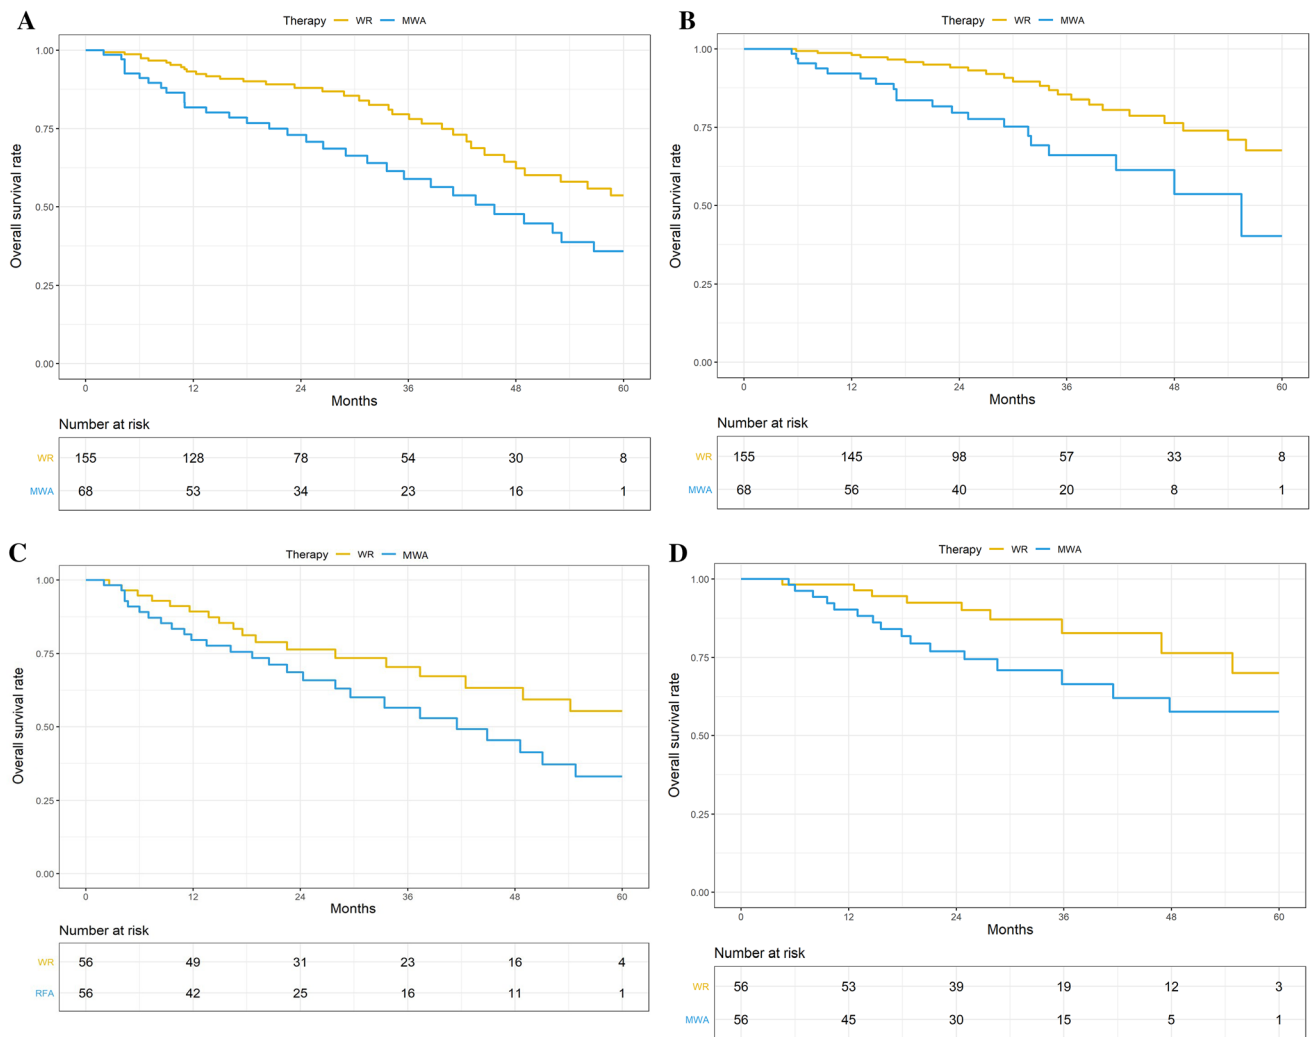 A
Therapy WR MWA
1.00
0.75
0.50
0.25
0.00
Overall survival rate
0 12 24 36 48 60
Months
Number at risk
WR 155 128 78 54 30 8
MWA 68 53 34 23 16 1
B
Therapy WR MWA
1.00
0.75
0.50
0.25
0.00
Overall survival rate
0 12 24 36 48 60
Months
Number at risk
WR 155 145 98 57 33 8
MWA 68 56 40 20 8 1
C
Therapy WR MWA
1.00
0.75
0.50
0.25
0.00
Overall survival rate
0 12 24 36 48 60
Months
Number at risk
WR 56 49 31 23 16 4
RFA 56 42 25 16 11 1
D
Therapy WR MWA
1.00
0.75
0.50
0.25
0.00
Overall survival rate
0 12 24 36 48 60
Months
Number at risk
WR 56 53 39 19 12 3
MWA 56 45 30 15 5 1